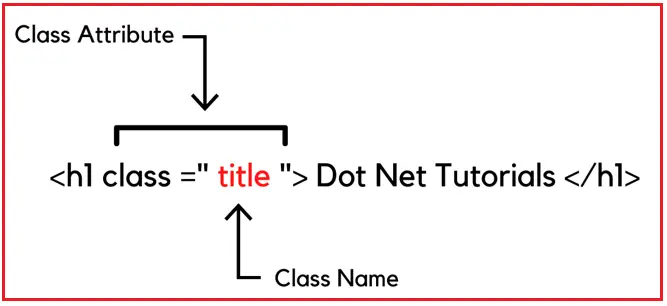 Class Attribute
<h1 class =" title "> Dot Net Tutorials </h1>
Class Name